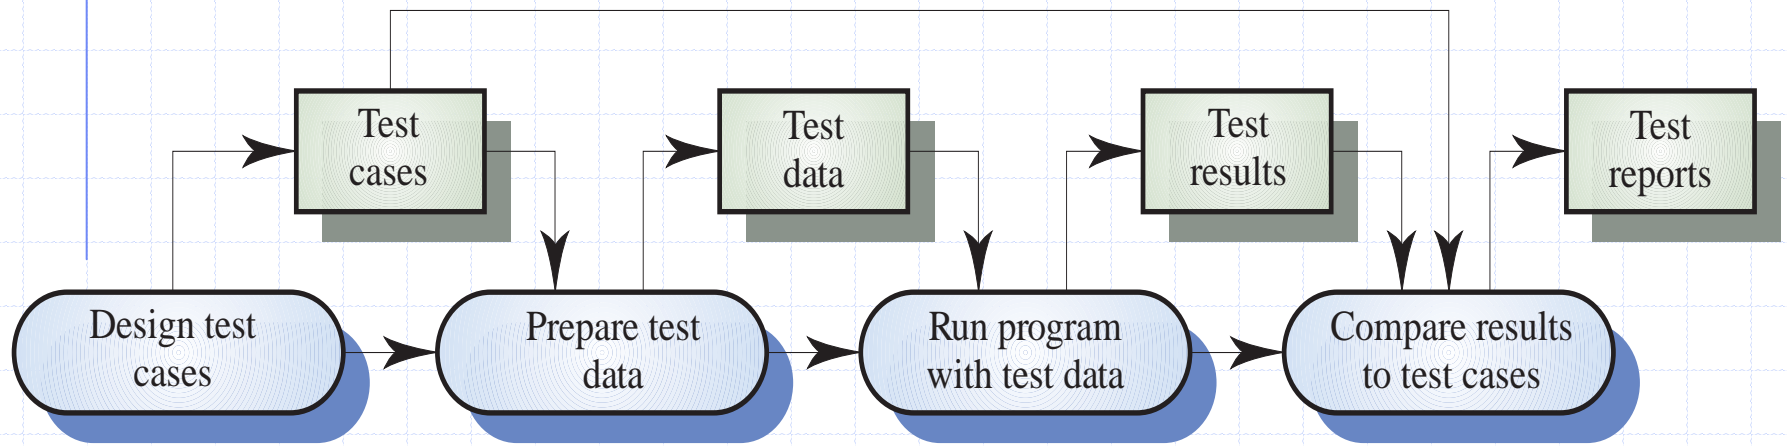 Test
cases
Test
data
Test
results
Test
reports
Design test
cases
Prepare test
data
Run program
with test data
Compare results
to test cases